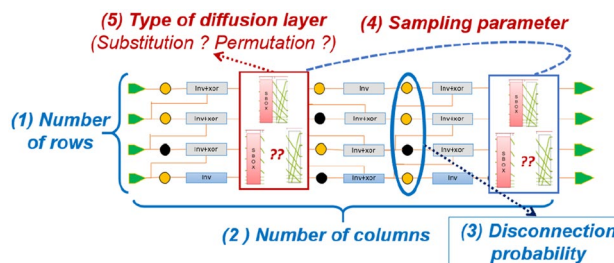 (5) Type of diffusion layer
(Substitution ? Permutation ?)
(4) Sampling parameter
(1) Number
of rows
Inv+xor
Inv+xor
Inv+xor
Inv
SBOX
SBOX
??
Inv
Inv+xor
Inv+xor
Inv+xor
Inv+xor
Inv+xor
Inv+xor
Inv
SBOX
SBOX
??
(2 ) Number of columns
(3) Disconnection
probability